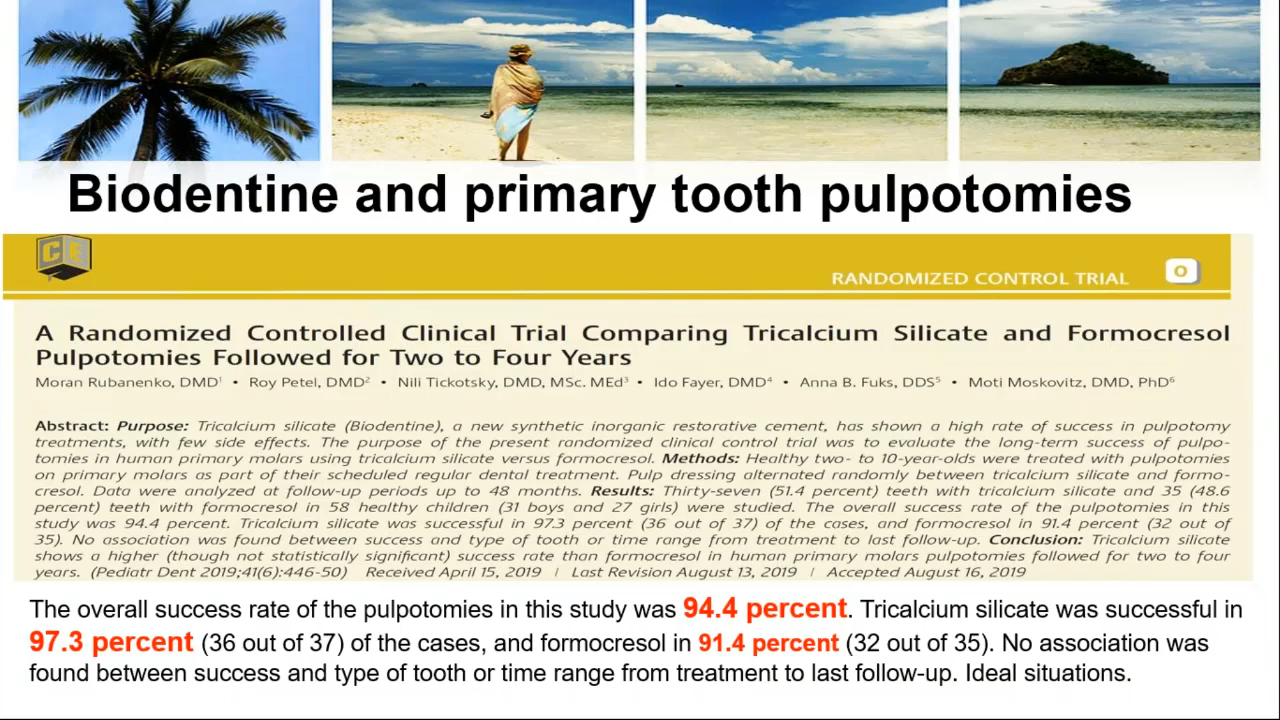 Biodentine and primary tooth pulpotomies
RANDOMIZED CONTROL TRIAL
O
A Randomized Controlled Clinical Trial Comparing Tricalcium Silicate and Formocresol
Pulpotomies Followed for Two to Four Years
Moran Rubanenko, DMD¹ • Roy Petel, DMD² • Nili Tickotsky, DMD, MSc. MEd³ • Ido Fayer, DMD⁴ • Anna B. Fuks, DDS⁵ • Moti Moskovitz, DMD, PhD⁶
Abstract: Purpose: Tricalcium silicate (Biodentine), a new synthetic inorganic restorative cement, has shown a high rate of success in pulpotomy
treatments, with few side effects. The purpose of the present randomized clinical control trial was to evaluate the long-term success of pulpo-
tomies in human primary molars using tricalcium silicate versus formocresol. Methods: Healthy two- to 10-year-olds were treated with pulpotomies
on primary molars as part of their scheduled regular dental treatment. Pulp dressing alternated randomly between tricalcium silicate and formo-
cresol. Data were analyzed at follow-up periods up to 48 months. Results: Thirty-seven (51.4 percent) teeth with tricalcium silicate and 35 (48.6
percent) teeth with formocresol in 58 healthy children (31 boys and 27 girls) were studied. The overall success rate of the pulpotomies in this
study was 94.4 percent. Tricalcium silicate was successful in 97.3 percent (36 out of 37) of the cases, and formocresol in 91.4 percent (32 out of
35). No association was found between success and type of tooth or time range from treatment to last follow-up. Conclusion: Tricalcium silicate
shows a higher (though not statistically significant) success rate than formocresol in human primary molars pulpotomies followed for two to four
years. (Pediatr Dent 2019;41(6):446-50) Received April 15, 2019 | Last Revision August 13, 2019 | Accepted August 16, 2019
The overall success rate of the pulpotomies in this study was 94.4 percent. Tricalcium silicate was successful in
97.3 percent (36 out of 37) of the cases, and formocresol in 91.4 percent (32 out of 35). No association was
found between success and type of tooth or time range from treatment to last follow-up. Ideal situations.